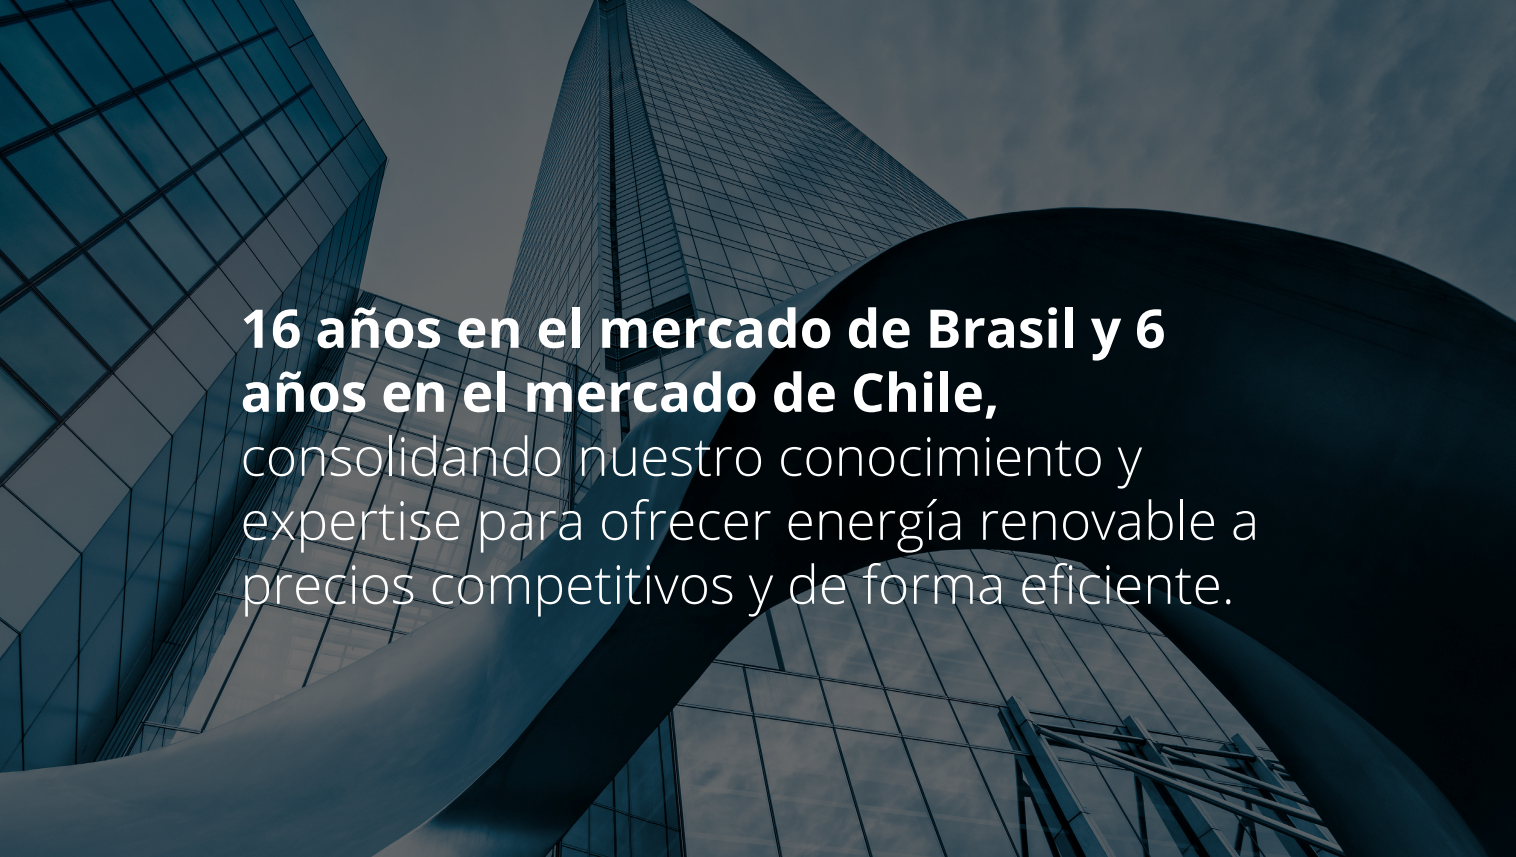 16 años en el mercado de Brasil y 6
años en el mercado de Chile,
consolidando nuestro conocimiento y
expertise para ofrecer energía renovable a
precios competitivos y de forma eficiente.